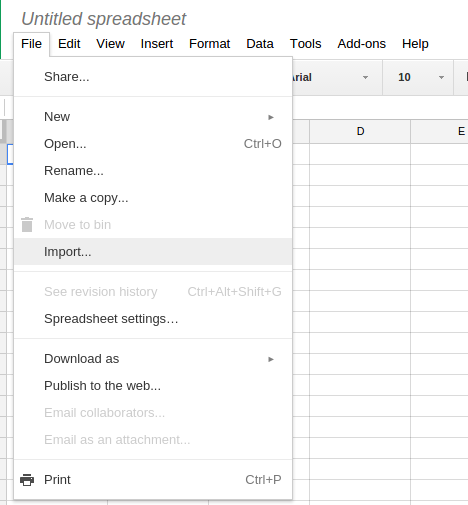 Untitled spreadsheet
File Edit View Insert Format Data Tools Add-ons Help
Share...
10
New
Open... Ctrl+O
D E
Rename...
Make a copy...
Move to bin
Import...
See revision history Ctrl+Alt+Shift+G
Spreadsheet settings…
Download as
Publish to the web...
Email collaborators...
Email as an attachment...
Print Ctrl+P